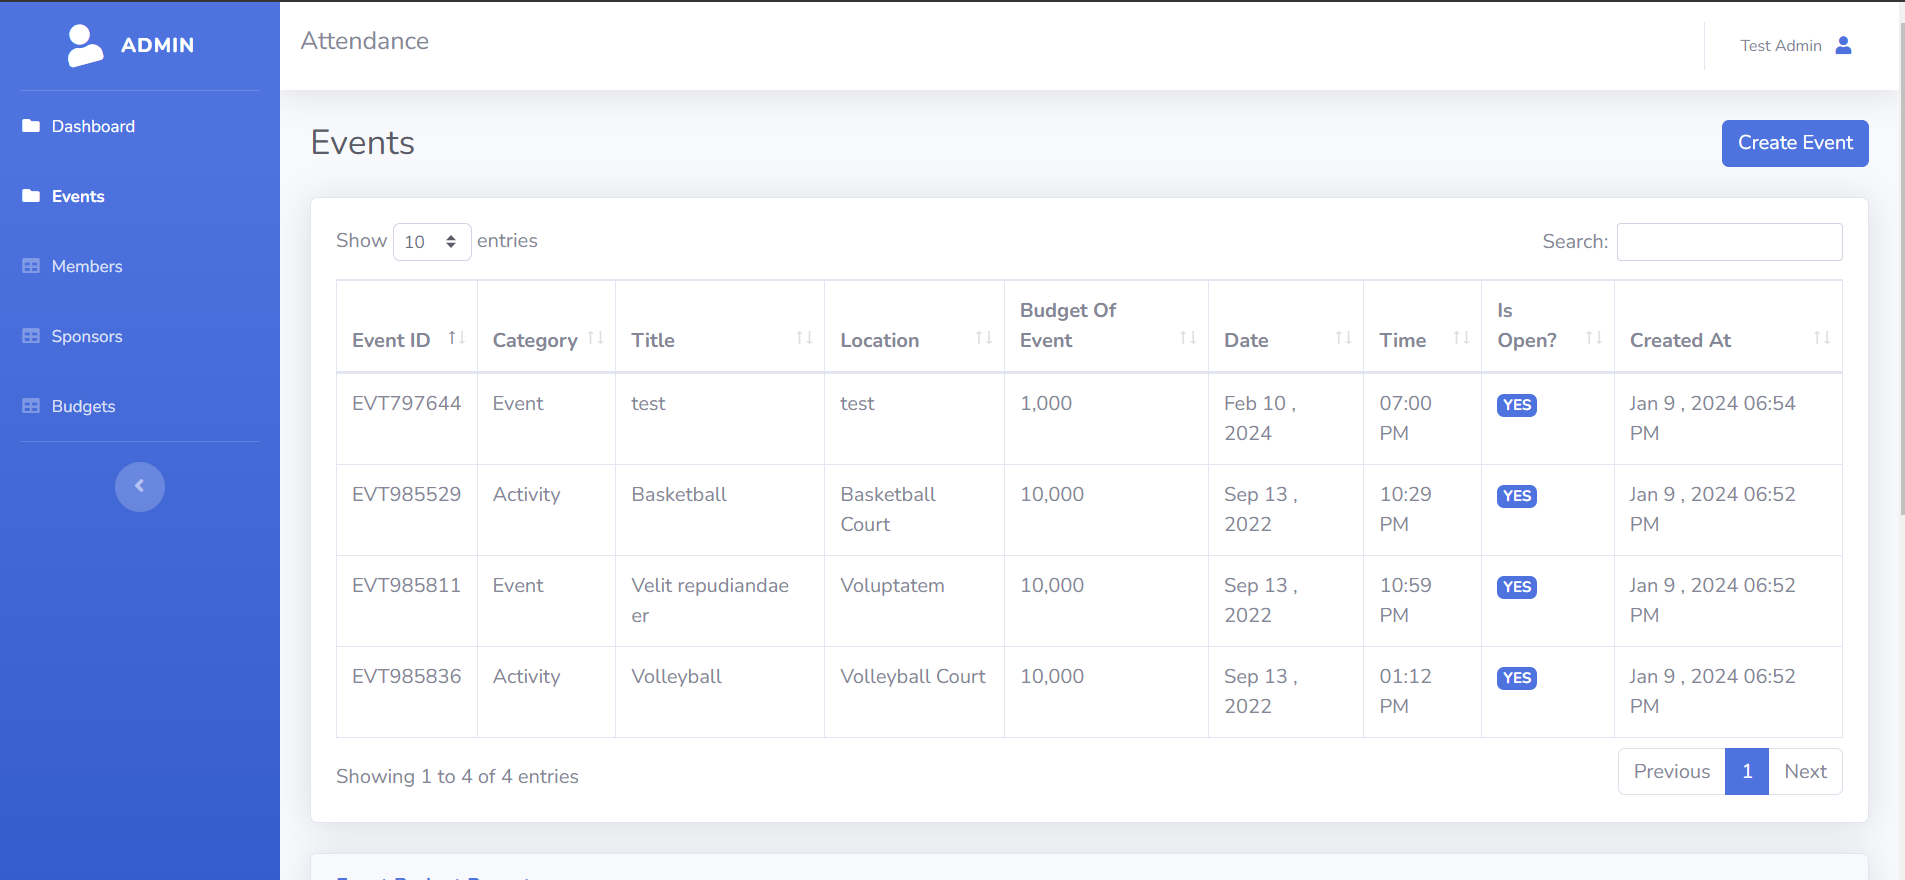 ADMIN
Attendance
Test Admin
Dashboard
Events
Members
Sponsors
Budgets
Events
Create Event
Show 10 entries
Search:
Event ID Category Title Location Budget Of Event Date Time Is Open? Created At
EVT797644 Event test test 1,000 Feb 10 , 2024 07:00 PM YES Jan 9 , 2024 06:54 PM
EVT985529 Activity Basketball Basketball Court 10,000 Sep 13 , 2022 10:29 PM YES Jan 9 , 2024 06:52 PM
EVT985811 Event Velit repudiandae er Voluptatem 10,000 Sep 13 , 2022 10:59 PM YES Jan 9 , 2024 06:52 PM
EVT985836 Activity Volleyball Volleyball Court 10,000 Sep 13 , 2022 01:12 PM YES Jan 9 , 2024 06:52 PM
Showing 1 to 4 of 4 entries
Previous 1 Next